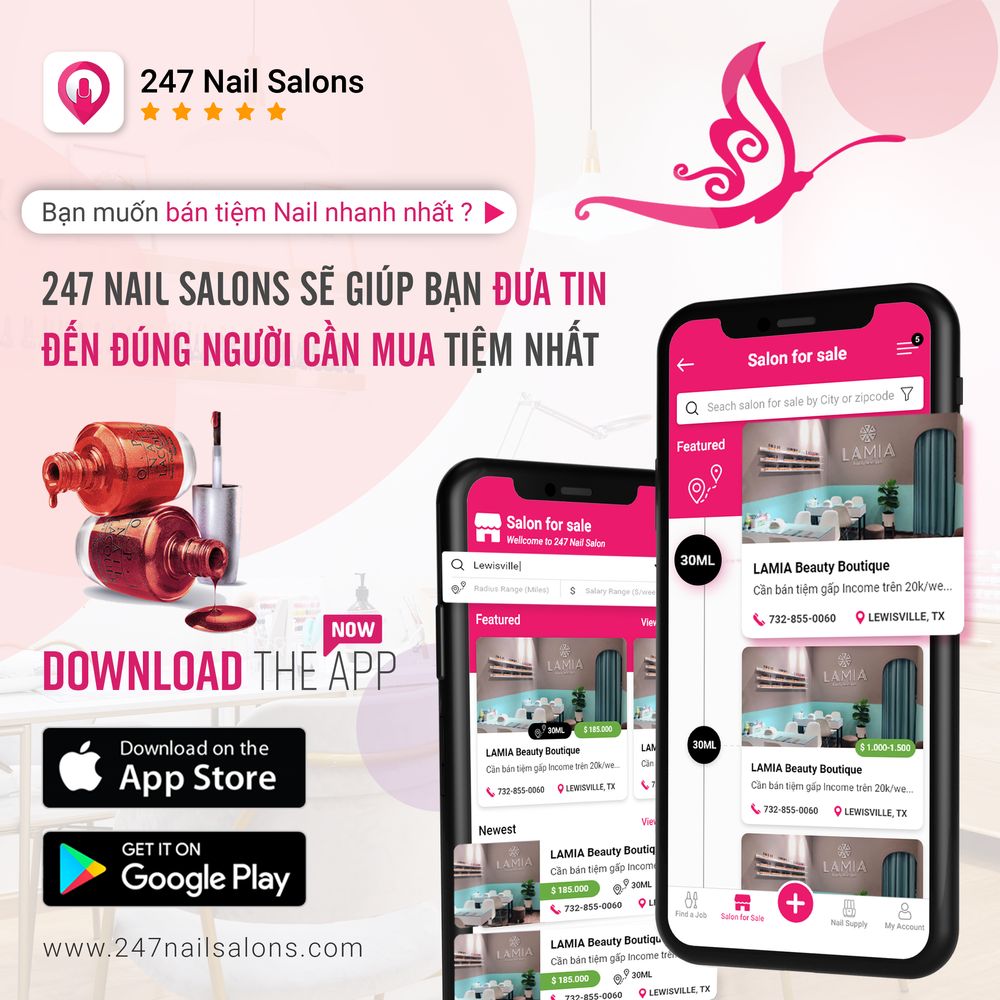 247 Nail Salons
Bạn muốn bán tiệm Nail nhanh nhất ?
247 NAIL SALONS SẼ GIÚP BẠN ĐƯA TIN
ĐẾN ĐÚNG NGƯỜI CẦN MUA TIỆM NHẤT
NOW
DOWNLOAD THE APP
Download on the
App Store
GET IT ON
Google Play
www.247nailsalons.com
Salon for sale
Wellcome to 247 Nail Salon
Lewisville
Radius Range (Miles) $ Salary Range ($/wee
Featured View
LAMIA
30ML $ 185.000
LAMIA Beauty Boutique
Cần bán tiệm gấp Income trên 20k/we...
732-855-0060 LEWISVILLE, TX
LAM
Cần
7
Newest View
LAMIA
LAMIA Beauty Boutiq
Cần bán tiệm gấp Income
$ 185.000 30ML
732-855-0060 LEW
LAMIA
LAMIA Beauty Boutiqu
Cần bán tiệm gấp Income trên
$ 185.000 30ML
732-855-0060 LEWISVILLE, TX
5
Salon for sale
Seach salon for sale by City or zipcode
Featured
LAMIA
30ML
LAMIA Beauty Boutique
Cần bán tiệm gấp Income trên 20k/we...
732-855-0060 LEWISVILLE, TX
LAMIA
30ML
$ 1.000-1.500
LAMIA Beauty Boutique
Cần bán tiệm gấp Income trên 20k/we...
732-855-0060 LEWISVILLE, TX
LAMIA
Find a Job Salon for Sale Nail Supply My Account